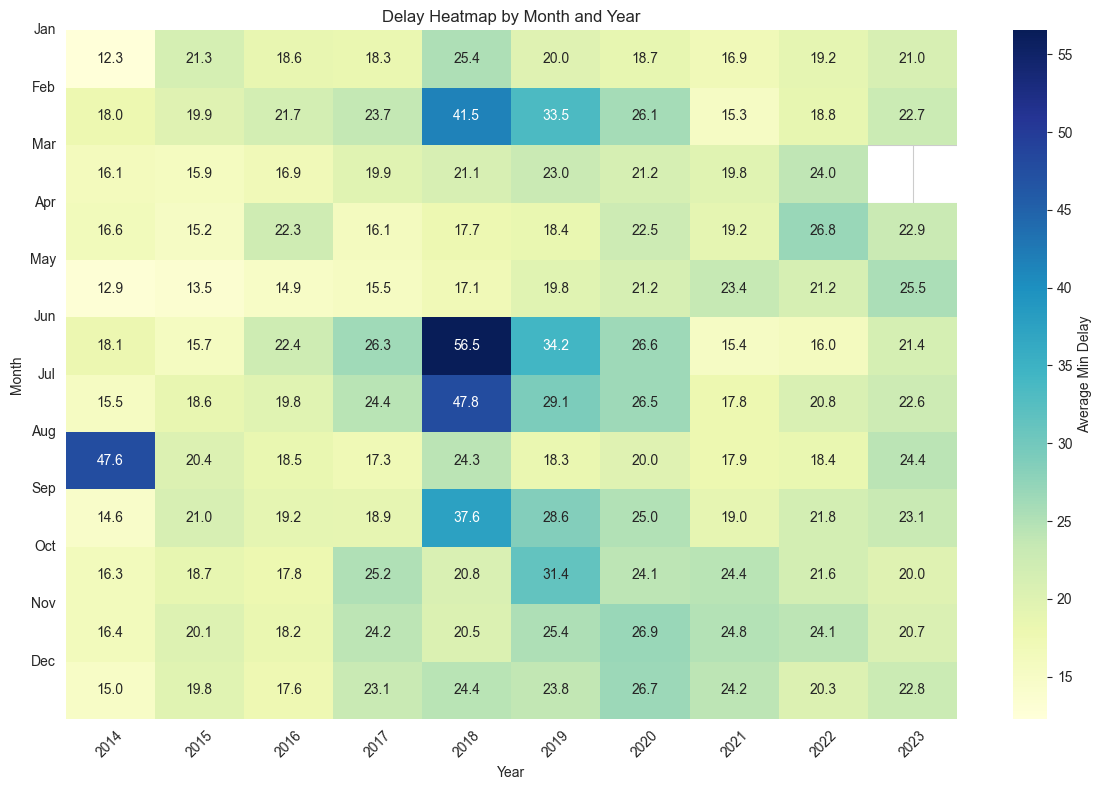 Delay Heatmap by Month and Year
Jan
12.3 21.3 18.6 18.3 25.4 20.0 18.7 16.9 19.2 21.0
Feb
18.0 19.9 21.7 23.7 41.5 33.5 26.1 15.3 18.8 22.7
Mar
16.1 15.9 16.9 19.9 21.1 23.0 21.2 19.8 24.0
Apr
16.6 15.2 22.3 16.1 17.7 18.4 22.5 19.2 26.8 22.9
May
12.9 13.5 14.9 15.5 17.1 19.8 21.2 23.4 21.2 25.5
Jun
18.1 15.7 22.4 26.3 56.5 34.2 26.6 15.4 16.0 21.4
Jul
15.5 18.6 19.8 24.4 47.8 29.1 26.5 17.8 20.8 22.6
Aug
47.6 20.4 18.5 17.3 24.3 18.3 20.0 17.9 18.4 24.4
Sep
14.6 21.0 19.2 18.9 37.6 28.6 25.0 19.0 21.8 23.1
Oct
16.3 18.7 17.8 25.2 20.8 31.4 24.1 24.4 21.6 20.0
Nov
16.4 20.1 18.2 24.2 20.5 25.4 26.9 24.8 24.1 20.7
Dec
15.0 19.8 17.6 23.1 24.4 23.8 26.7 24.2 20.3 22.8
Month
2014 2015 2016 2017 2018 2019 2020 2021 2022 2023
Year
55
50
45
40
35
30
25
20
15
Average Min Delay